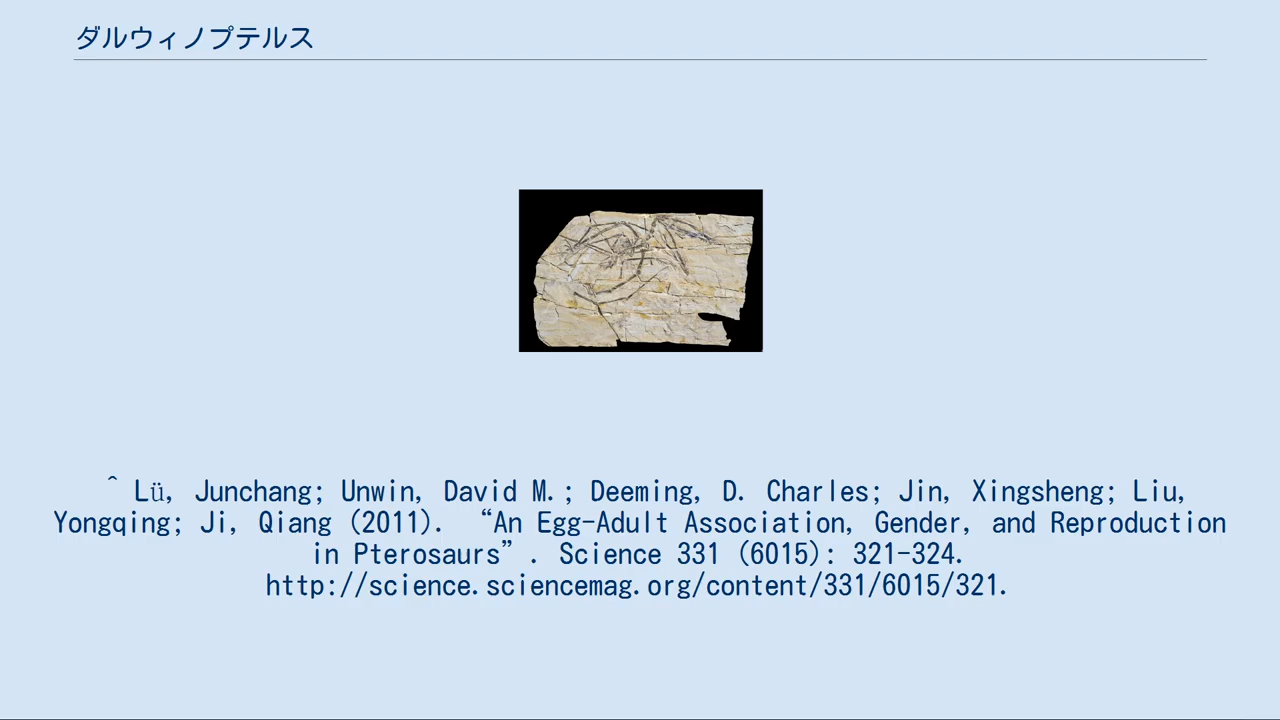 ダルウィノプテルス
^ Lü, Junchang; Unwin, David M.; Deeming, D. Charles; Jin, Xingsheng; Liu,
Yongqing; Ji, Qiang (2011). “An Egg-Adult Association, Gender, and Reproduction
in Pterosaurs”. Science 331 (6015): 321-324.
http://science.sciencemag.org/content/331/6015/321.